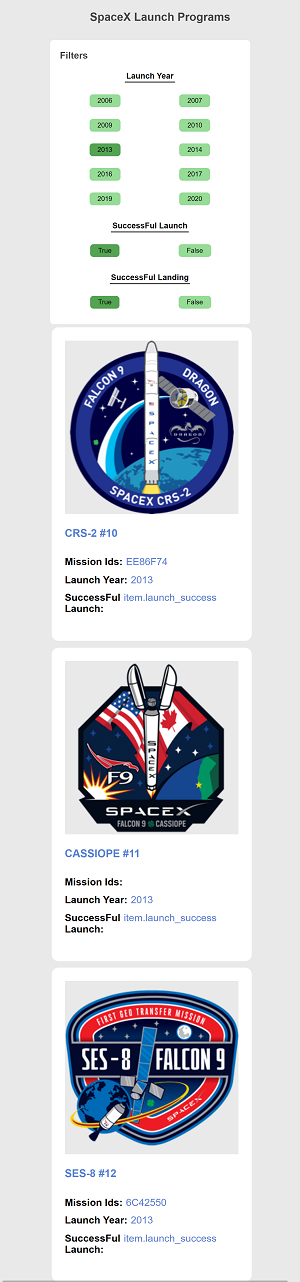 SpaceX Launch Programs
Filters
Launch Year
2006 2007
2009 2010
2013 2014
2016 2017
2019 2020
SuccessFul Launch
True False
SuccessFul Landing
True False
FALCON 9 DRAGON
SPACEX
DRAGON
SPACEX CRS-2
CRS-2 #10
Mission Ids: EE86F74
Launch Year: 2013
SuccessFul item.launch_success
Launch:
SPACEX
F9
SPACEX
FALCON 9 CASSIOPE
CASSIOPE #11
Mission Ids:
Launch Year: 2013
SuccessFul item.launch_success
Launch:
FIRST GEO TRANSFER MISSION
SES-8 FALCON 9
SPACEX
SES-8 #12
Mission Ids: 6C42550
Launch Year: 2013
SuccessFul item.launch_success
Launch: